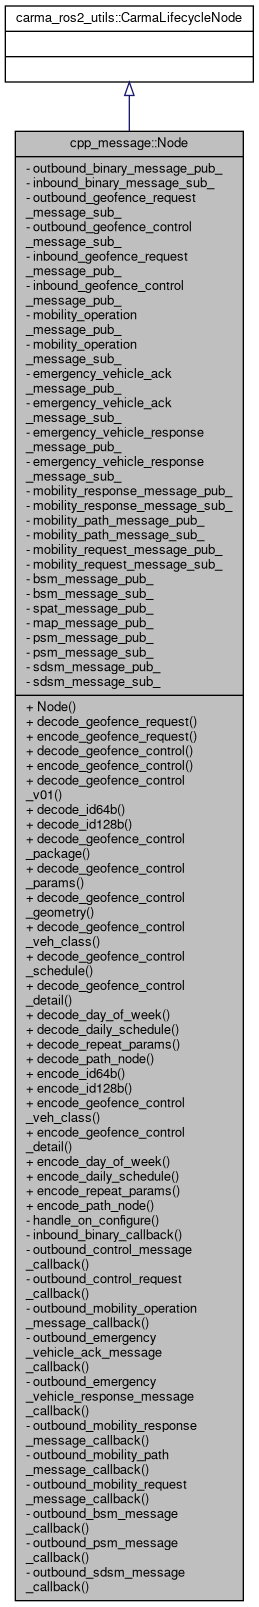 carma_ros2_utils::CarmaLifecycleNode
cpp_message::Node
- outbound_binary_message_pub_
- inbound_binary_message_sub_
- outbound_geofence_request
_message_sub_
- outbound_geofence_control
_message_sub_
- inbound_geofence_request
_message_pub_
- inbound_geofence_control
_message_pub_
- mobility_operation
_message_pub_
- mobility_operation
_message_sub_
- emergency_vehicle_ack
_message_pub_
- emergency_vehicle_ack
_message_sub_
- emergency_vehicle_response
_message_pub_
- emergency_vehicle_response
_message_sub_
- mobility_response_message_pub_
- mobility_response_message_sub_
- mobility_path_message_pub_
- mobility_path_message_sub_
- mobility_request_message_pub_
- mobility_request_message_sub_
- bsm_message_pub_
- bsm_message_sub_
- spat_message_pub_
- map_message_pub_
- psm_message_pub_
- psm_message_sub_
- sdsm_message_pub_
- sdsm_message_sub_
+ Node()
+ decode_geofence_request()
+ encode_geofence_request()
+ decode_geofence_control()
+ encode_geofence_control()
+ decode_geofence_control
_v01()
+ decode_id64b()
+ decode_id128b()
+ decode_geofence_control
_package()
+ decode_geofence_control
_params()
+ decode_geofence_control
_geometry()
+ decode_geofence_control
_veh_class()
+ decode_geofence_control
_schedule()
+ decode_geofence_control
_detail()
+ decode_day_of_week()
+ decode_daily_schedule()
+ decode_repeat_params()
+ decode_path_node()
+ encode_id64b()
+ encode_id128b()
+ encode_geofence_control
_veh_class()
+ encode_geofence_control
_detail()
+ encode_day_of_week()
+ encode_daily_schedule()
+ encode_repeat_params()
+ encode_path_node()
- handle_on_configure()
- inbound_binary_callback()
- outbound_control_message
_callback()
- outbound_control_request
_callback()
- outbound_mobility_operation
_message_callback()
- outbound_emergency
_vehicle_ack_message
_callback()
- outbound_emergency
_vehicle_response_message
_callback()
- outbound_mobility_response
_message_callback()
- outbound_mobility_path
_message_callback()
- outbound_mobility_request
_message_callback()
- outbound_bsm_message
_callback()
- outbound_psm_message
_callback()
- outbound_sdsm_message
_callback()